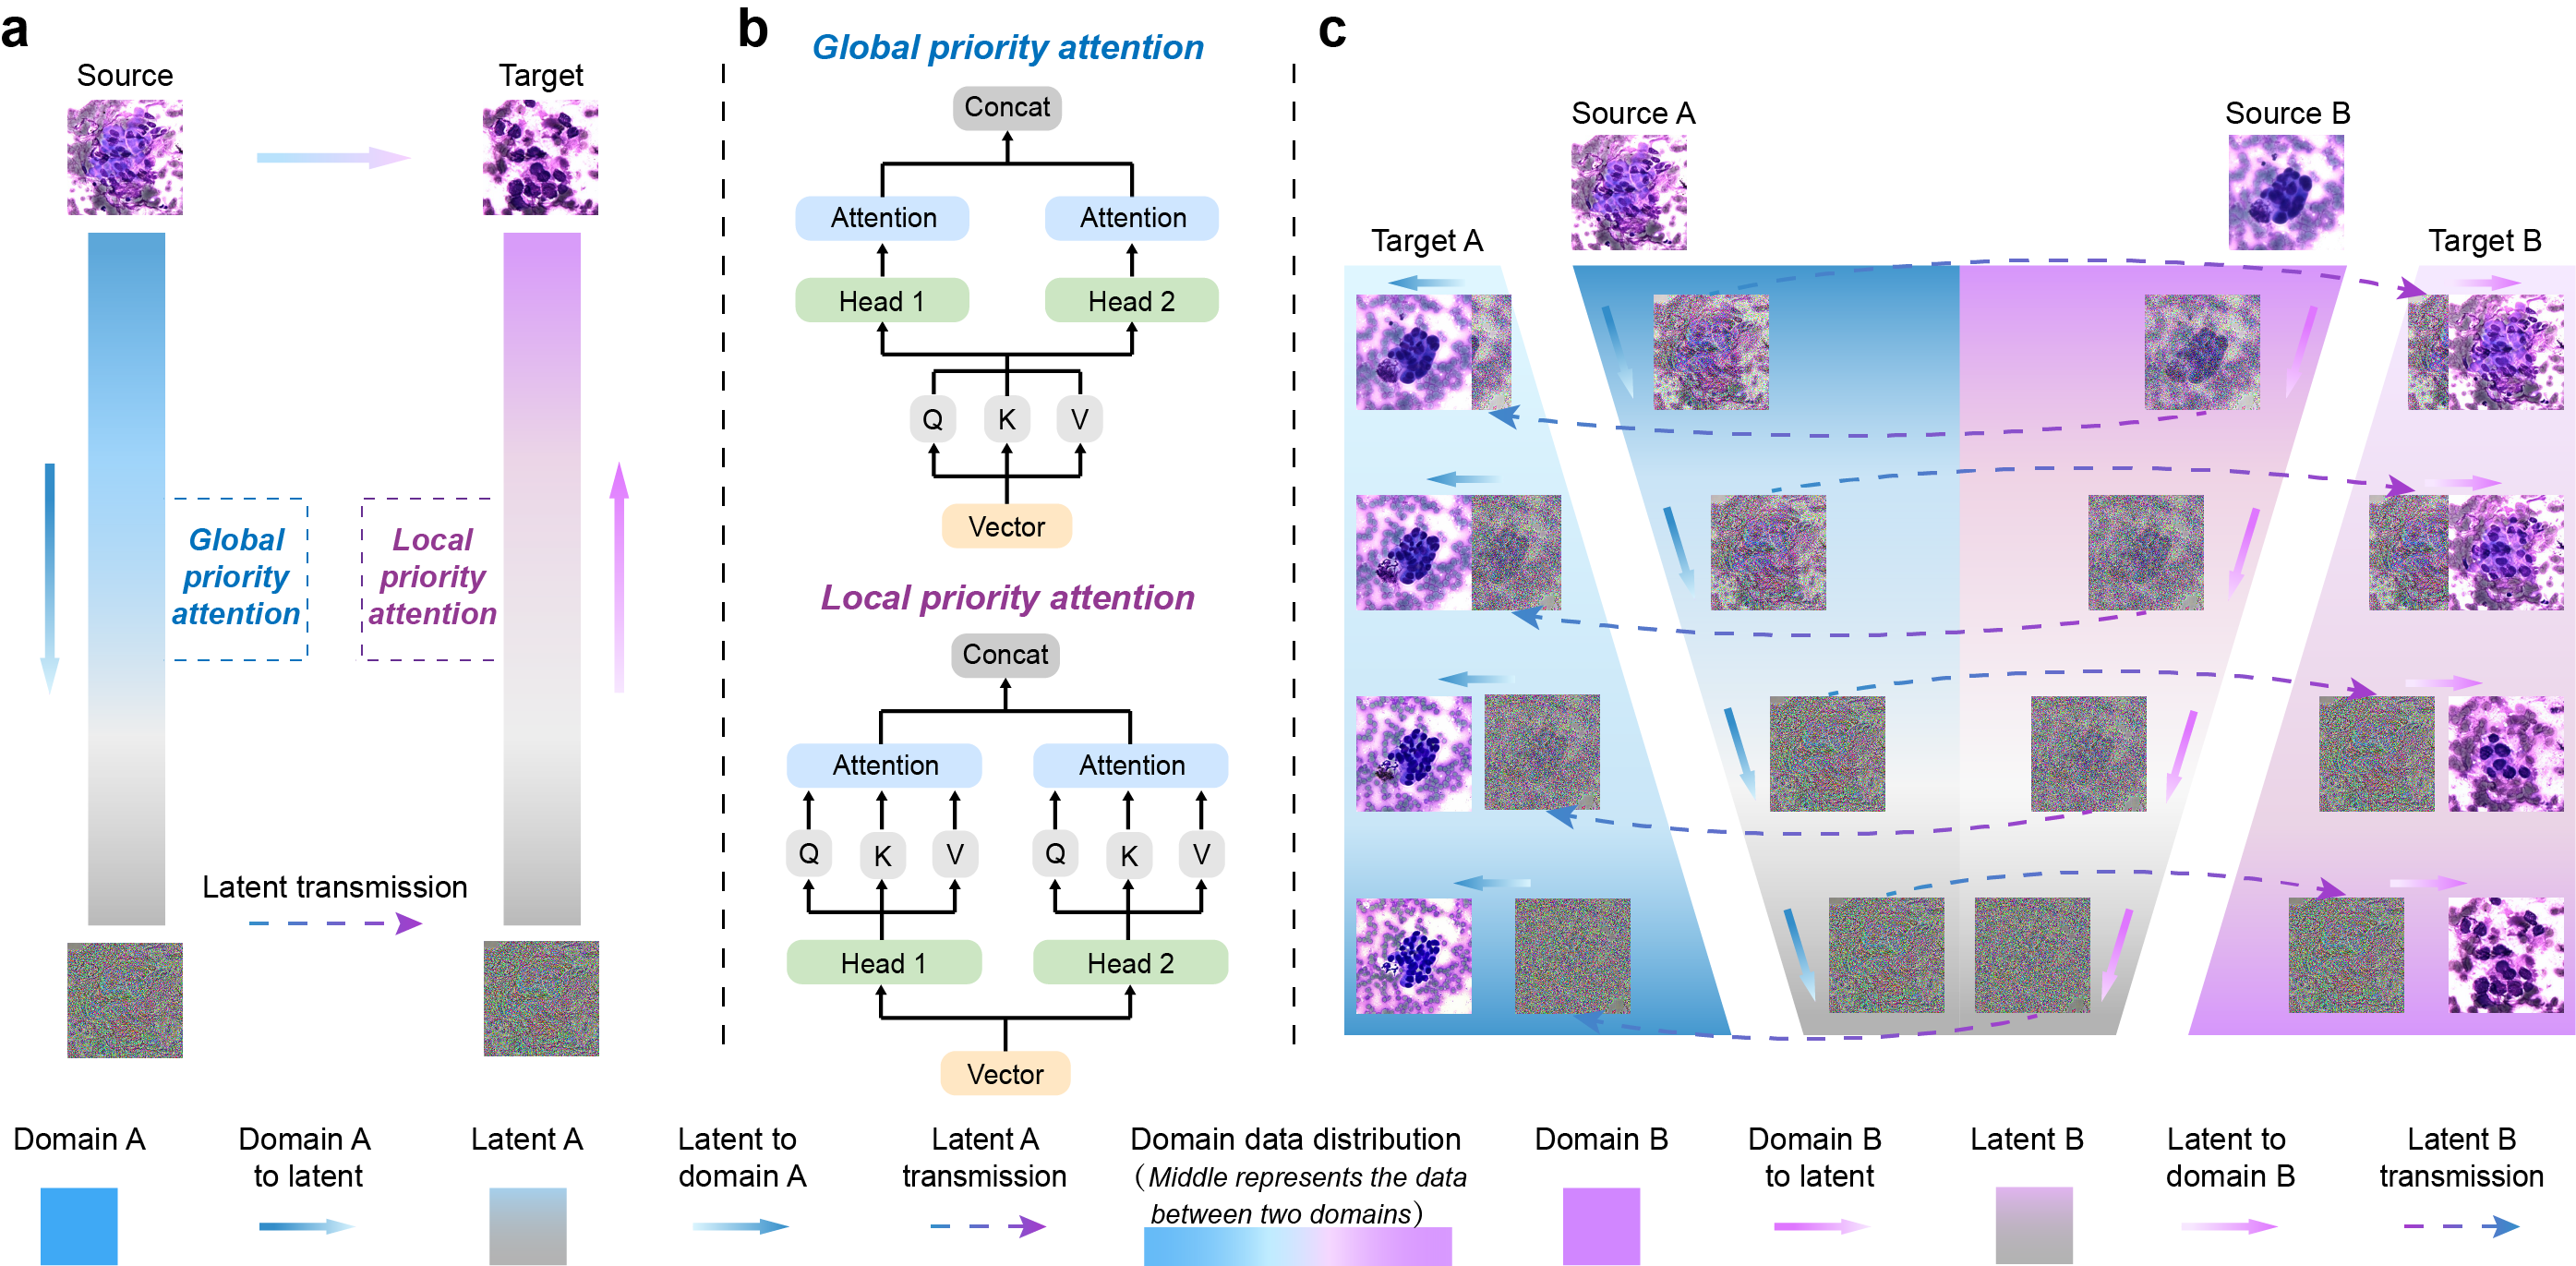 a
Source
Target
Global
priority
attention
Local
priority
attention
Latent transmission
b
Global priority attention
Concat
Attention
Attention
Head 1
Head 2
Q
K
V
Vector
Local priority attention
Concat
Attention
Attention
Q
K
V
Q
K
V
Head 1
Head 2
Vector
c
Source A
Source B
Target A
Target B
Domain A
Domain A
to latent
Latent A
Latent to
domain A
Latent A
transmission
Domain data distribution
(Middle represents the data
between two domains)
Domain B
Domain B
to latent
Latent B
Latent to
domain B
Latent B
transmission